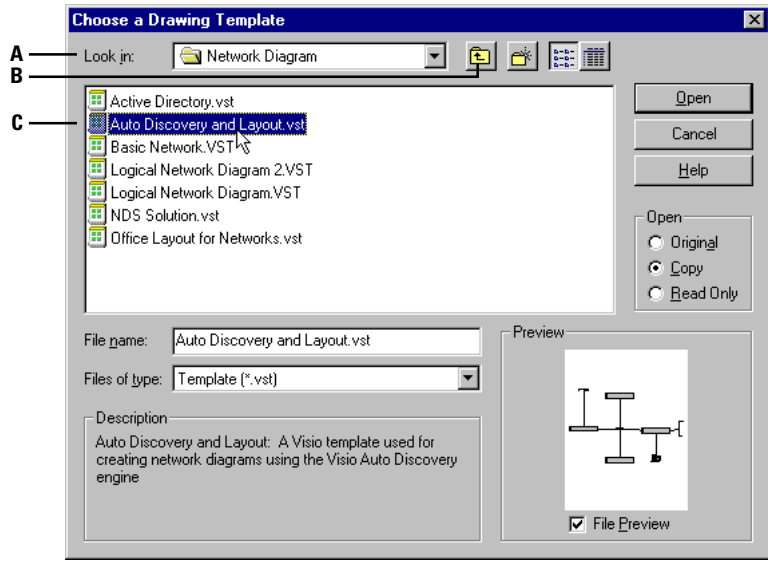 Choose a Drawing Template
A
Look in: Network Diagram
B
Active Directory.vst
C
Auto Discovery and Layout.vst
Basic Network.VST
Logical Network Diagram 2.VST
Logical Network Diagram.VST
NDS Solution.vst
Office Layout for Networks.vst
Open
Cancel
Help
Open
Original
Copy
Read Only
File name: Auto Discovery and Layout.vst
Files of type: Template (*.vst)
Description
Auto Discovery and Layout: A Visio template used for
creating network diagrams using the Visio Auto Discovery
engine
Preview
File Preview